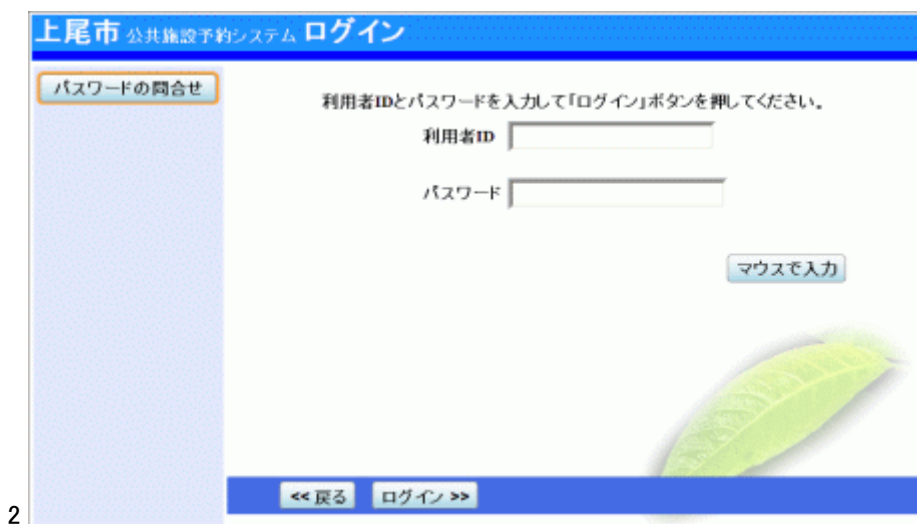 上尾市 公共施設予約システム ログイン
パスワードの問合せ
利用者IDとパスワードを入力して「ログイン」ボタンを押してください。
利用者ID
パスワード
マウスで入力
<< 戻る ログイン >>
2